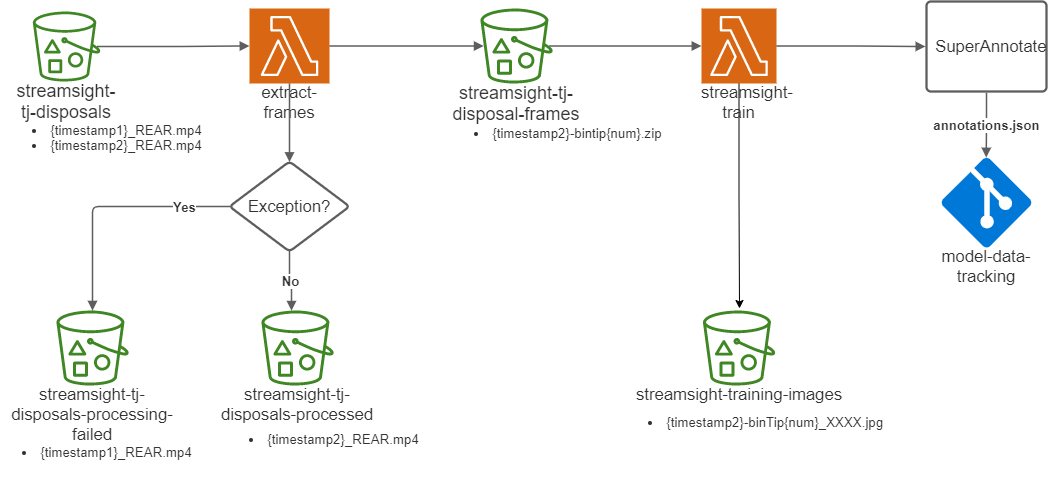 streamsight-
tj-disposals
• {timestamp1}_REAR.mp4
• {timestamp2}_REAR.mp4
extract-
frames
streamsight-tj-
disposal-frames
• {timestamp2}-bintip{num}.zip
streamsight-
train
SuperAnnotate
annotations.json
model-data-
tracking
Exception?
Yes
No
streamsight-tj-
disposals-processing-
failed
• {timestamp1}_REAR.mp4
streamsight-tj-
disposals-processed
• {timestamp2}_REAR.mp4
streamsight-training-images
• {timestamp2}-binTip{num}_XXXX.jpg